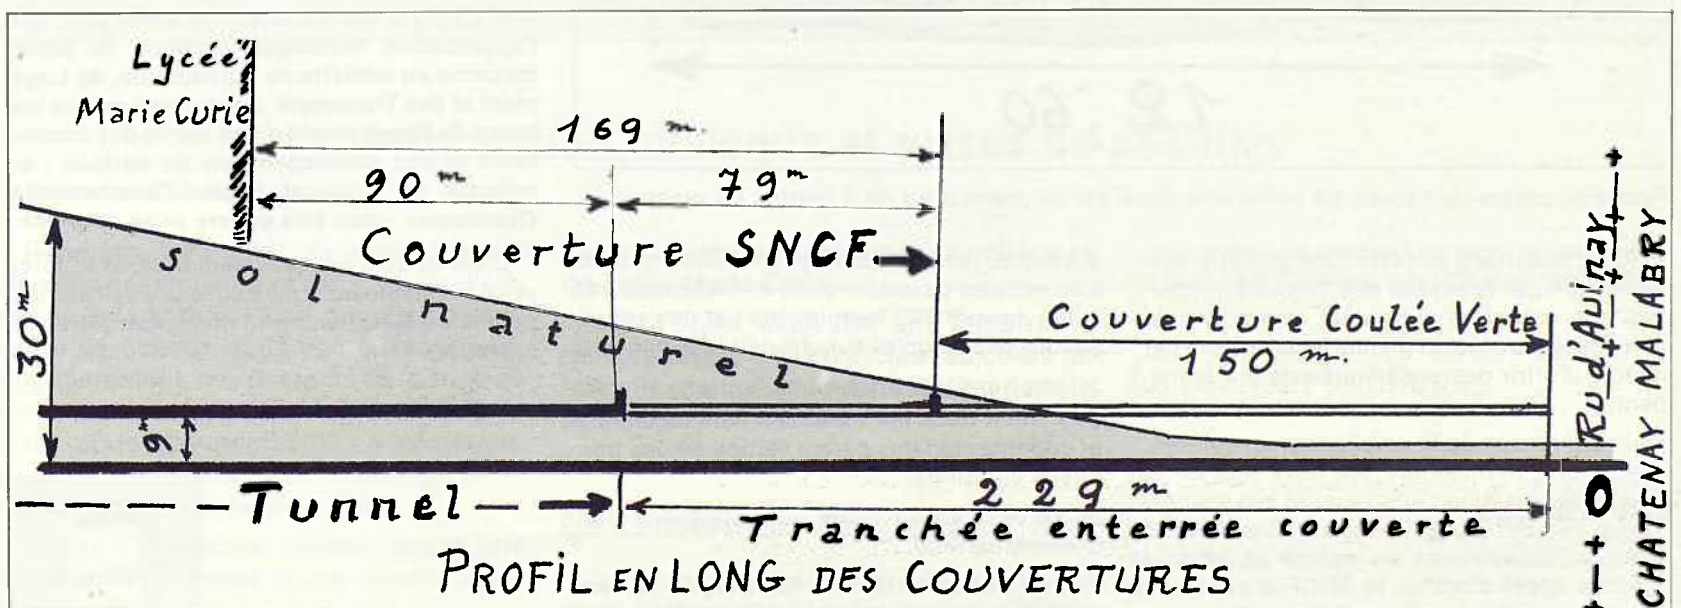 Lycée
Marie Curie
169 m.
90 m
79 m
Couverture SNCF
sol naturel
30 m
9 m
Couverture Coulée Verte
150 m.
Ru d'Aulnay
CHATENAY MALABRY
Tunnel
229 m
Tranchée enterrée couverte
0
PROFIL EN LONG DES COUVERTURES